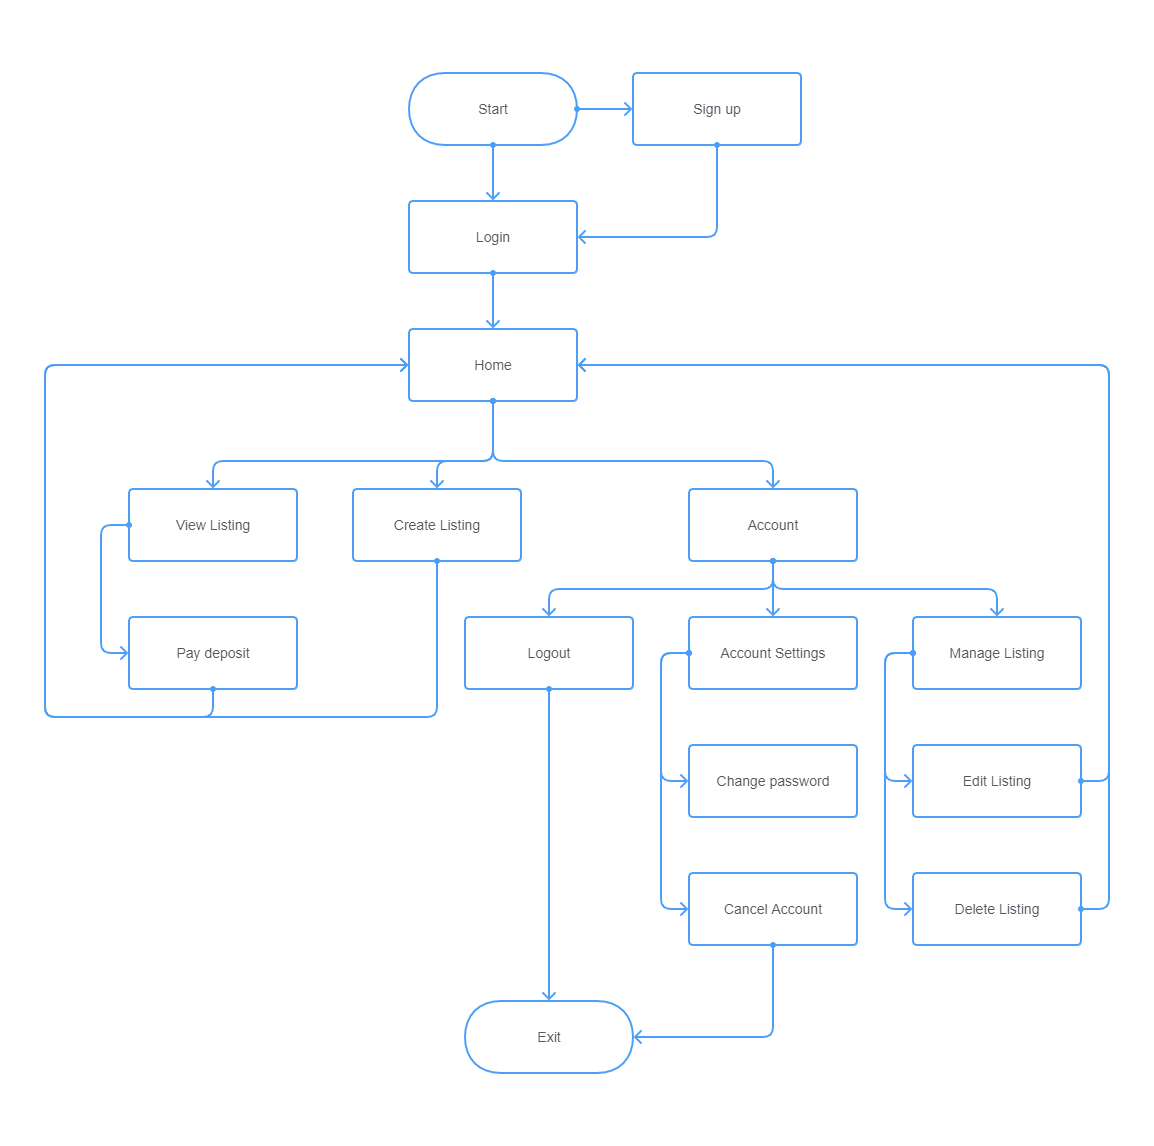 Start
Sign up
Login
Home
View Listing
Create Listing
Account
Pay deposit
Logout
Account Settings
Manage Listing
Change password
Edit Listing
Cancel Account
Delete Listing
Exit